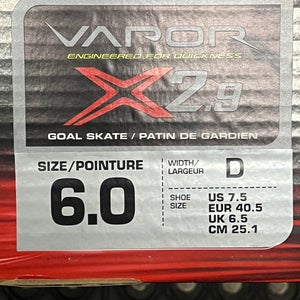 VAPOR
ENGINEERED FOR QUICKNESS
X2.9
GOAL SKATE / PATIN DE GARDIEN
SIZE/POINTURE
6.0
WIDTH/
LARGEUR
D
SHOE
SIZE
US 7.5
EUR 40.5
UK 6.5
CM 25.1